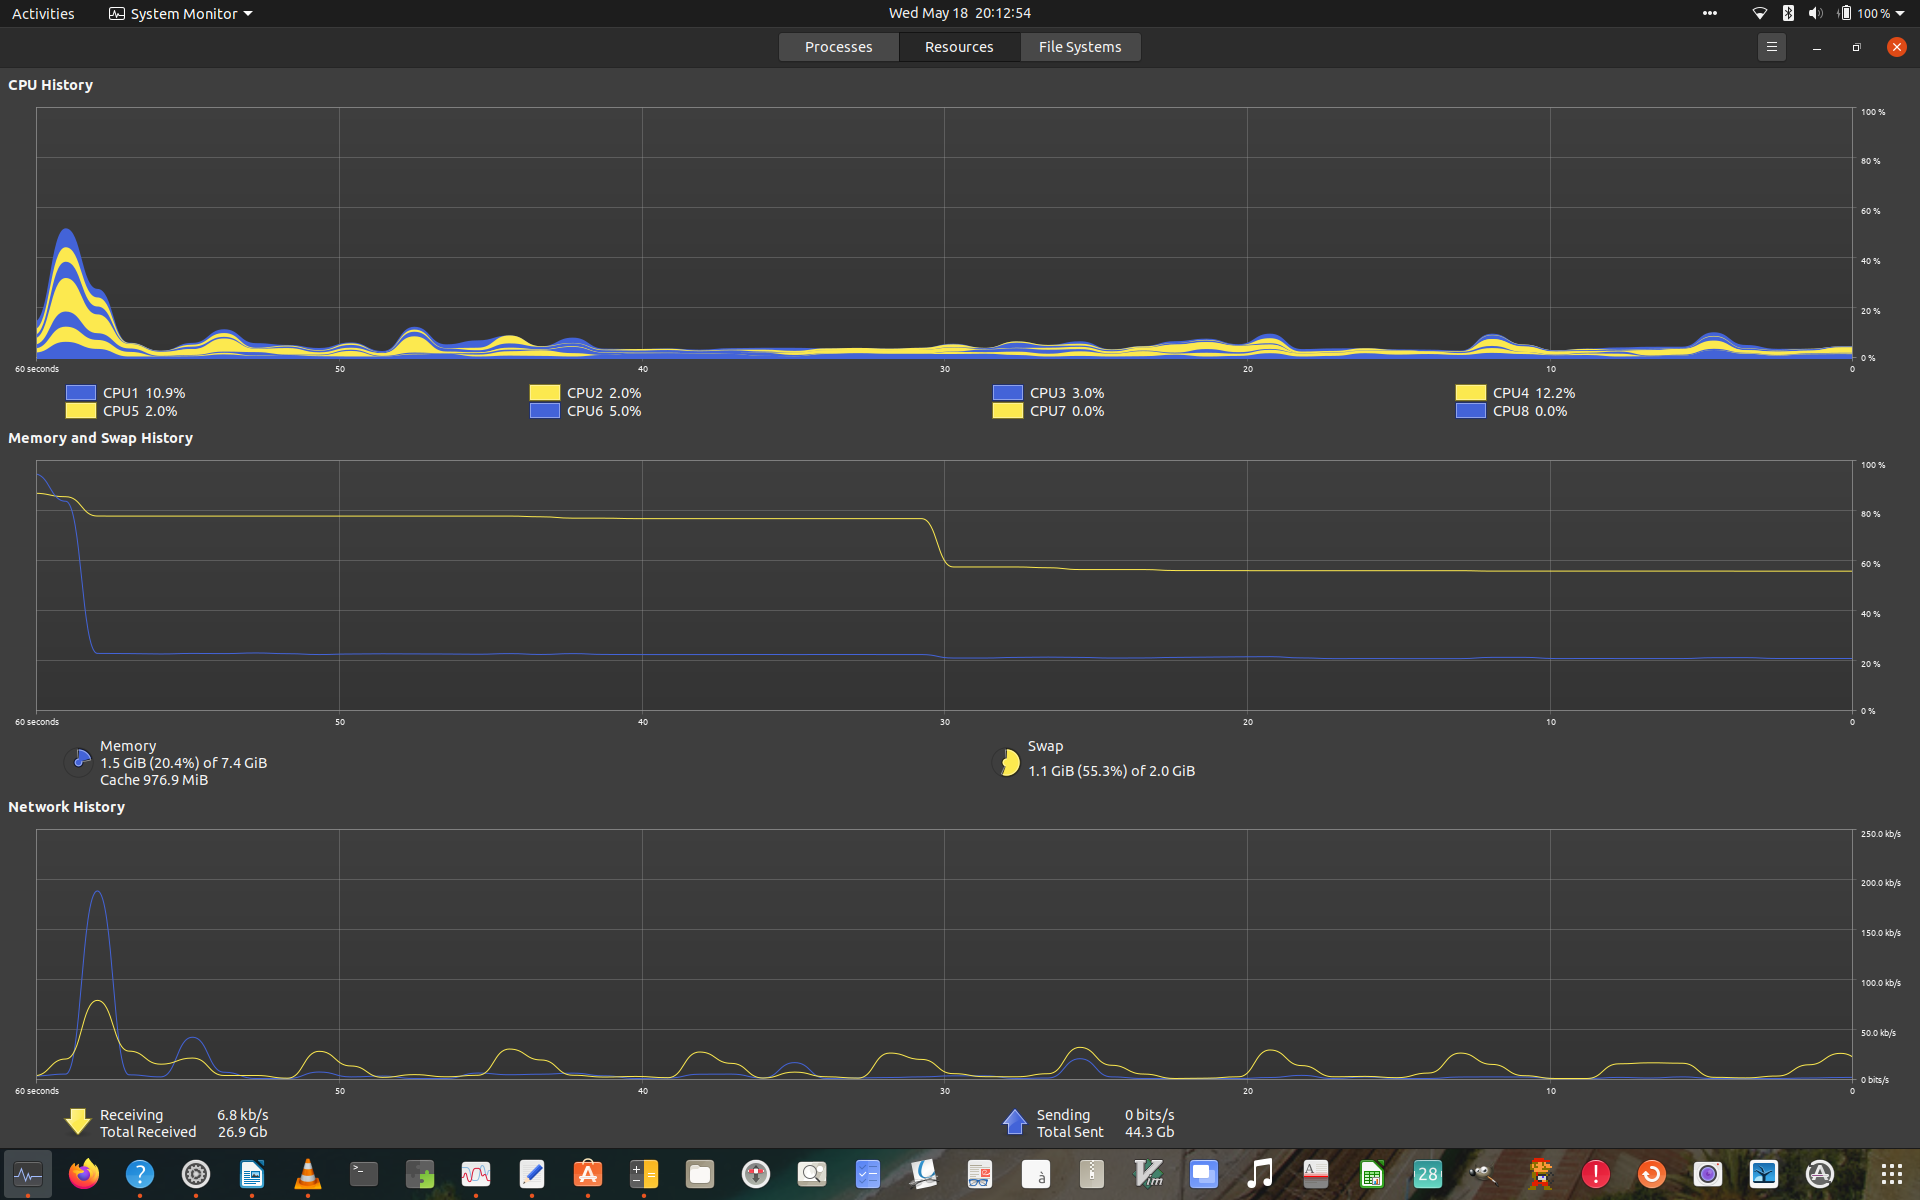 Activities System Monitor Wed May 18 20:12:54 100 %
Processes Resources File Systems
CPU History
100 %
80 %
60 %
40 %
20 %
0 %
60 seconds 50 40 30 20 10 0
CPU1 10.9% CPU2 2.0% CPU3 3.0% CPU4 12.2%
CPU5 2.0% CPU6 5.0% CPU7 0.0% CPU8 0.0%
Memory and Swap History
100 %
80 %
60 %
40 %
20 %
0 %
60 seconds 50 40 30 20 10 0
Memory
1.5 GiB (20.4%) of 7.4 GiB
Cache 976.9 MiB
Swap
1.1 GiB (55.3%) of 2.0 GiB
Network History
250.0 kb/s
200.0 kb/s
150.0 kb/s
100.0 kb/s
50.0 kb/s
0 bits/s
60 seconds 50 40 30 20 10 0
Receiving 6.8 kb/s
Total Received 26.9 Gb
Sending 0 bits/s
Total Sent 44.3 Gb
? >_ à Vim A 28 !